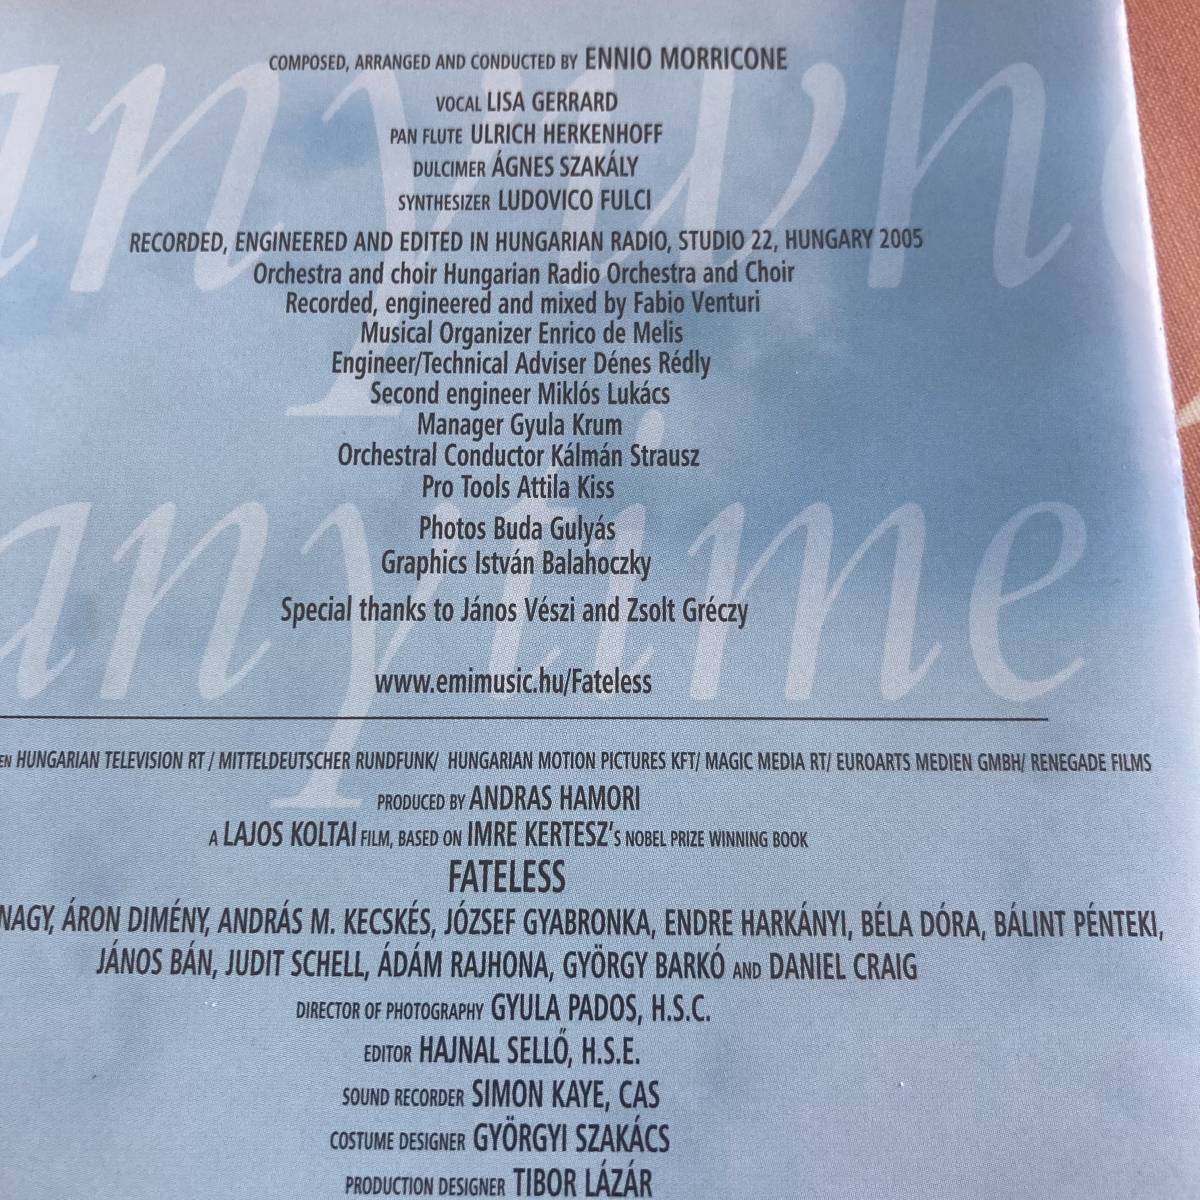 anywhe
anytime
COMPOSED, ARRANGED AND CONDUCTED BY ENNIO MORRICONE
VOCAL LISA GERRARD
PAN FLUTE ULRICH HERKENHOFF
DULCIMER ÁGNES SZAKÁLY
SYNTHESIZER LUDOVICO FULCI
RECORDED, ENGINEERED AND EDITED IN HUNGARIAN RADIO, STUDIO 22, HUNGARY 2005
Orchestra and choir Hungarian Radio Orchestra and Choir
Recorded, engineered and mixed by Fabio Venturi
Musical Organizer Enrico de Melis
Engineer/Technical Adviser Dénes Rédly
Second engineer Miklós Lukács
Manager Gyula Krum
Orchestral Conductor Kálmán Strausz
Pro Tools Attila Kiss
Photos Buda Gulyás
Graphics István Balahoczky
Special thanks to János Vészi and Zsolt Gréczy
www.emimusic.hu/Fateless
EN HUNGARIAN TELEVISION RT / MITTELDEUTSCHER RUNDFUNK/ HUNGARIAN MOTION PICTURES KFT/ MAGIC MEDIA RT/ EUROARTS MEDIEN GMBH/ RENEGADE FILMS
PRODUCED BY ANDRAS HAMORI
A LAJOS KOLTAI FILM, BASED ON IMRE KERTESZ'S NOBEL PRIZE WINNING BOOK
FATELESS
NAGY, ÁRON DIMÉNY, ANDRÁS M. KECSKÉS, JÓZSEF GYABRONKA, ENDRE HARKÁNYI, BÉLA DÓRA, BÁLINT PÉNTEKI,
JÁNOS BÁN, JUDIT SCHELL, ÁDÁM RAJHONA, GYÖRGY BARKÓ AND DANIEL CRAIG
DIRECTOR OF PHOTOGRAPHY GYULA PADOS, H.S.C.
EDITOR HAJNAL SELLŐ, H.S.E.
SOUND RECORDER SIMON KAYE, CAS
COSTUME DESIGNER GYÖRGYI SZAKÁCS
PRODUCTION DESIGNER TIBOR LÁZÁR